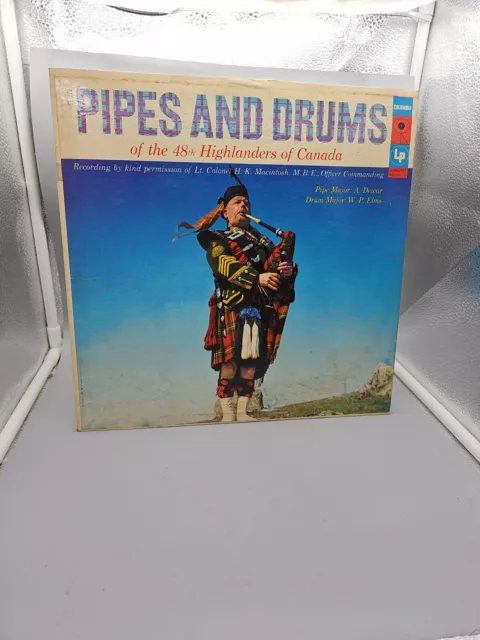 PIPES AND DRUMS
of the 48th Highlanders of Canada
Recording by kind permission of Lt. Colonel H. K. Macintosh, M.B.E., Officer Commanding
Pipe Major A. Dewar
Drum Major W. P. Elms
COLUMBIA
Lp